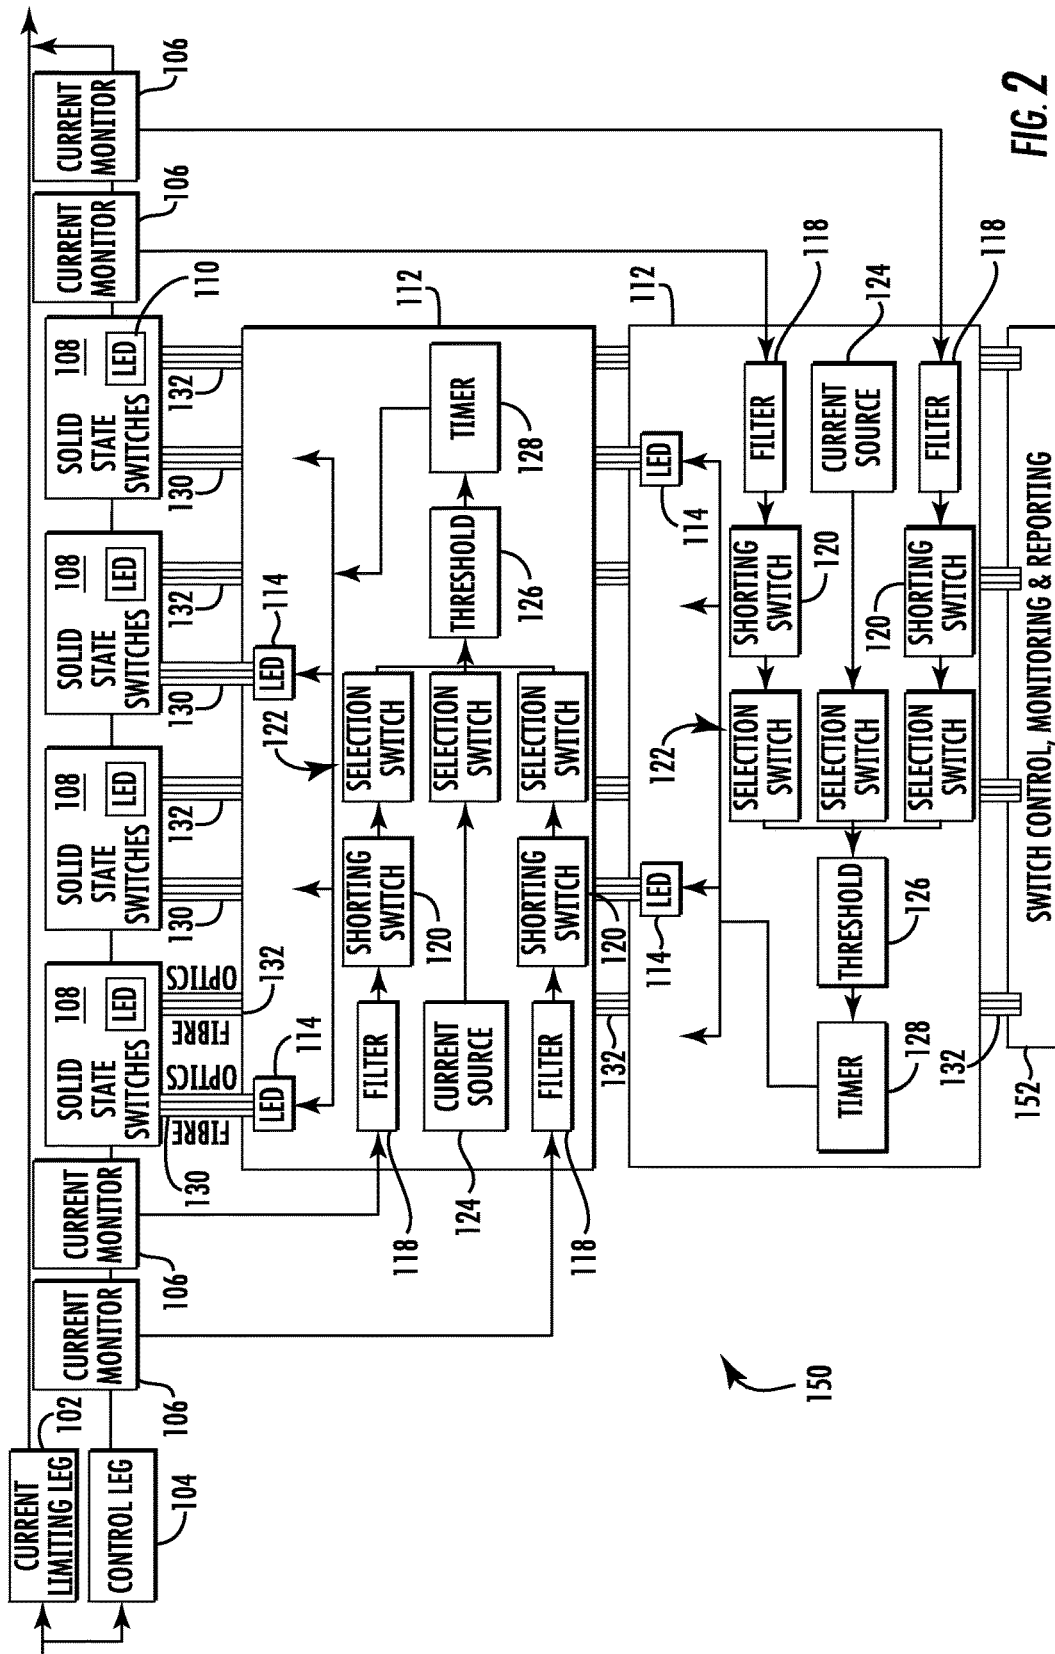 CURRENT
LIMITING LEG
102
CONTROL LEG
104
CURRENT
MONITOR
106
CURRENT
MONITOR
106
SOLID
STATE
SWITCHES
108
LED
SOLID
STATE
SWITCHES
108
LED
SOLID
STATE
SWITCHES
108
LED
SOLID
STATE
SWITCHES
108
LED
110
CURRENT
MONITOR
106
CURRENT
MONITOR
106
130
FIBRE
OPTICS
FIBRE
OPTICS
132
130
132
130
132
130
132
112
LED
114
LED
114
122
FILTER
118
SHORTING
SWITCH
120
SELECTION
SWITCH
CURRENT
SOURCE
124
SELECTION
SWITCH
THRESHOLD
126
TIMER
128
FILTER
118
SHORTING
SWITCH
120
SELECTION
SWITCH
132
112
LED
114
LED
114
122
SELECTION
SWITCH
SHORTING
SWITCH
120
FILTER
118
TIMER
128
THRESHOLD
126
SELECTION
SWITCH
CURRENT
SOURCE
124
SELECTION
SWITCH
SHORTING
SWITCH
120
FILTER
118
132
152
SWITCH CONTROL, MONITORING & REPORTING
150
FIG. 2